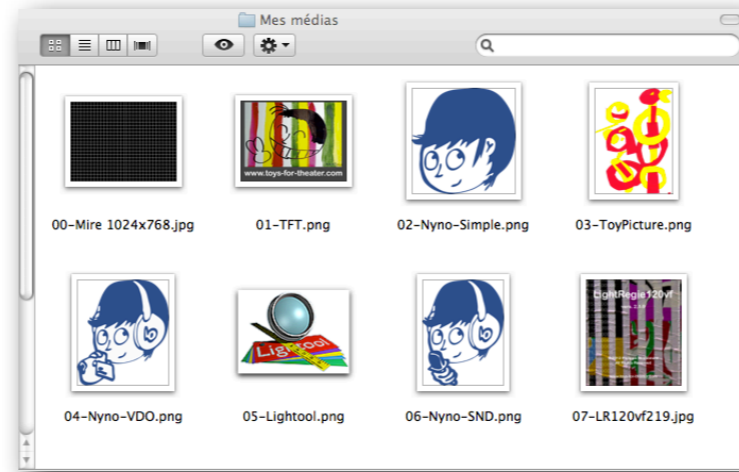 Mes médias
www.toys-for-theater.com
00-Mire 1024x768.jpg
01-TFT.png
02-Nyno-Simple.png
03-ToyPicture.png
Lightool
LightRegie120vf
04-Nyno-VDO.png
05-Lightool.png
06-Nyno-SND.png
07-LR120vf219.jpg